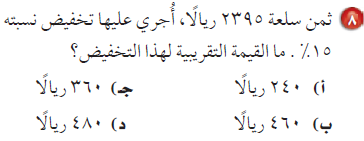 ٨ ثمن سلعة ٢٣٩٥ ريالًا، أُجري عليها تخفيض نسبته
١٥٪ . ما القيمة التقريبية لهذا التخفيض؟
أ) ٢٤٠ ريالًا جـ) ٣٦٠ ريالًا
ب) ٤٦٠ ريالًا د) ٤٨٠ ريالًا